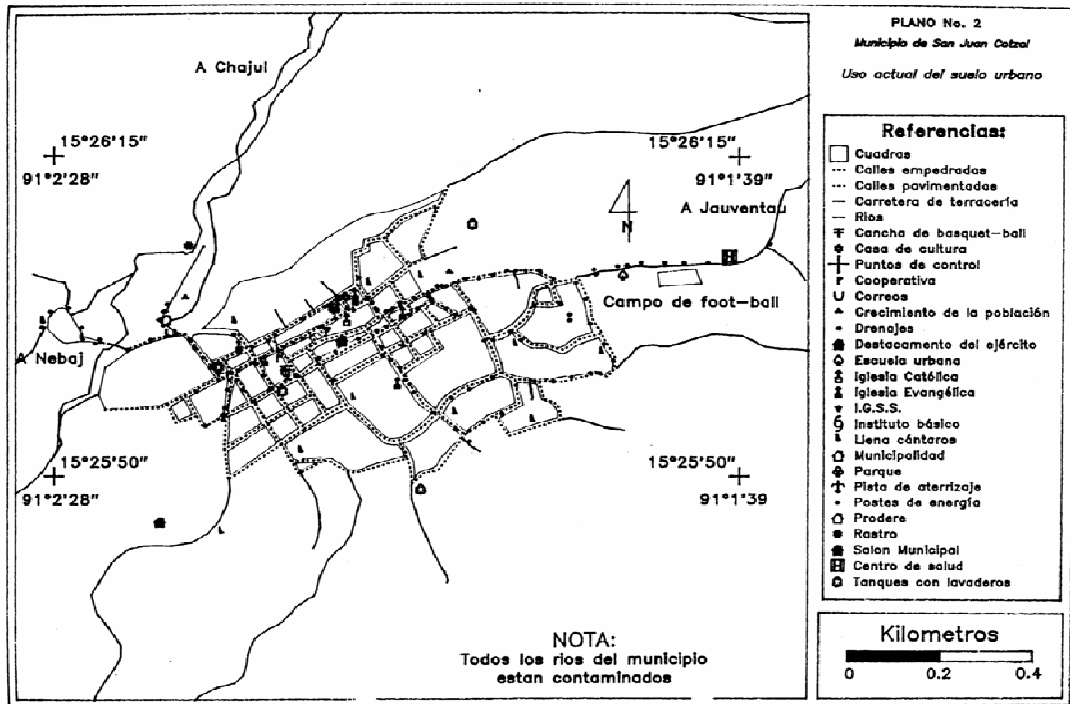 PLANO No. 2
Municipio de San Juan Cotzal
Uso actual del suelo urbano
A Chajul
15°26'15"
91°2'28"
15°26'15"
91°1'39"
A Jauventau
N
Campo de foot-ball
A Nebaj
15°25'50"
91°2'28"
15°25'50"
91°1'39
NOTA:
Todos los rios del municipio
estan contaminados
Referencias:
Cuadras
Calles empedradas
Calles pavimentadas
Carretera de terracería
Rios
Cancha de basquet-ball
Casa de cultura
Puntos de control
Cooperativa
Correos
Crecimiento de la población
Drenajes
Destacamento del ejército
Escuela urbana
Iglesia Católica
Iglesia Evangélica
I.G.S.S.
Instituto básico
Llena cántaros
Municipalidad
Parque
Pista de aterrizaje
Postes de energía
Prodere
Rastro
Salon Municipal
Centro de salud
Tanques con lavaderos
Kilometros
0 0.2 0.4